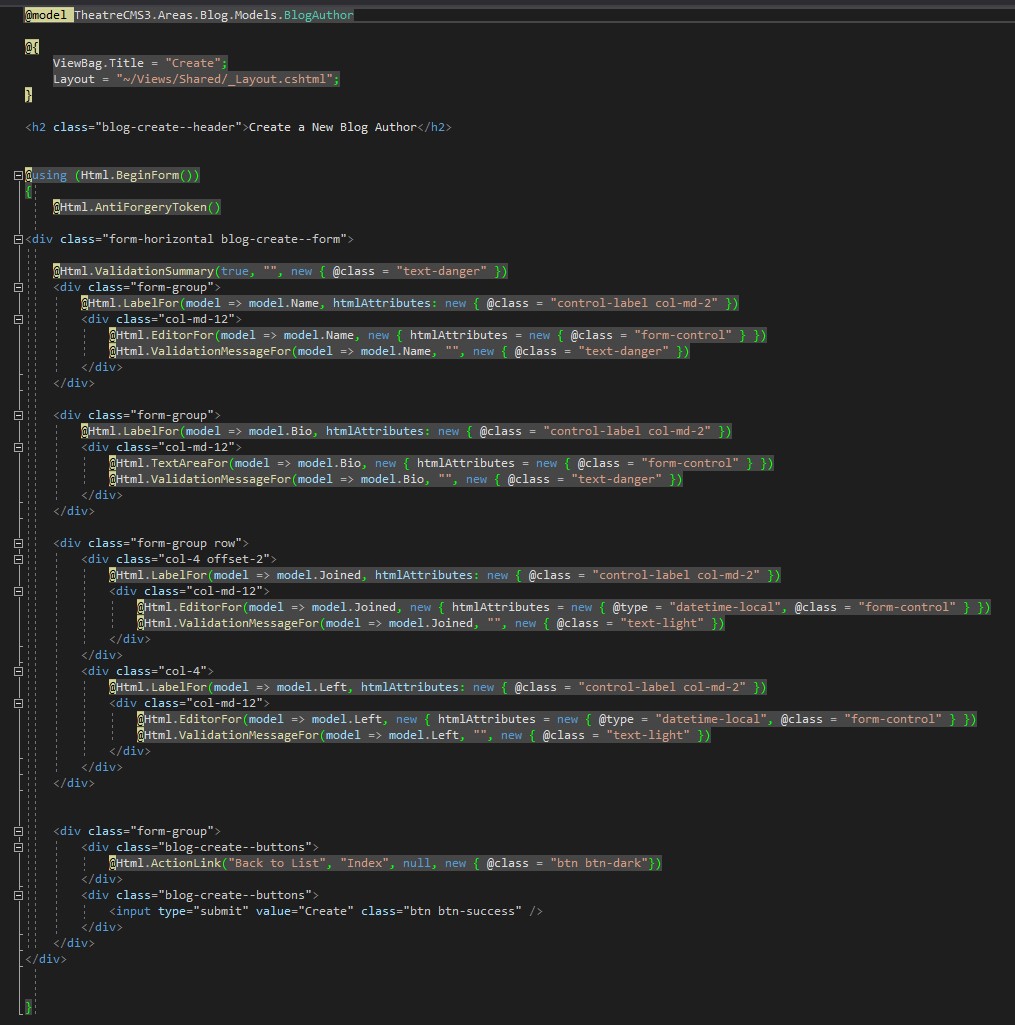 @model TheatreCMS3.Areas.Blog.Models.BlogAuthor
@{
ViewBag.Title = "Create";
Layout = "~/Views/Shared/_Layout.cshtml";
}
<h2 class="blog-create--header">Create a New Blog Author</h2>
@using (Html.BeginForm())
{
@Html.AntiForgeryToken()
<div class="form-horizontal blog-create--form">
@Html.ValidationSummary(true, "", new { @class = "text-danger" })
<div class="form-group">
@Html.LabelFor(model => model.Name, htmlAttributes: new { @class = "control-label col-md-2" })
<div class="col-md-12">
@Html.EditorFor(model => model.Name, new { htmlAttributes = new { @class = "form-control" } })
@Html.ValidationMessageFor(model => model.Name, "", new { @class = "text-danger" })
</div>
</div>
<div class="form-group">
@Html.LabelFor(model => model.Bio, htmlAttributes: new { @class = "control-label col-md-2" })
<div class="col-md-12">
@Html.TextAreaFor(model => model.Bio, new { htmlAttributes = new { @class = "form-control" } })
@Html.ValidationMessageFor(model => model.Bio, "", new { @class = "text-danger" })
</div>
</div>
<div class="form-group row">
<div class="col-4 offset-2">
@Html.LabelFor(model => model.Joined, htmlAttributes: new { @class = "control-label col-md-2" })
<div class="col-md-12">
@Html.EditorFor(model => model.Joined, new { htmlAttributes = new { @type = "datetime-local", @class = "form-control" } })
@Html.ValidationMessageFor(model => model.Joined, "", new { @class = "text-light" })
</div>
</div>
<div class="col-4">
@Html.LabelFor(model => model.Left, htmlAttributes: new { @class = "control-label col-md-2" })
<div class="col-md-12">
@Html.EditorFor(model => model.Left, new { htmlAttributes = new { @type = "datetime-local", @class = "form-control" } })
@Html.ValidationMessageFor(model => model.Left, "", new { @class = "text-light" })
</div>
</div>
</div>
<div class="form-group">
<div class="blog-create--buttons">
@Html.ActionLink("Back to List", "Index", null, new { @class = "btn btn-dark"})
</div>
<div class="blog-create--buttons">
<input type="submit" value="Create" class="btn btn-success" />
</div>
</div>
</div>
}